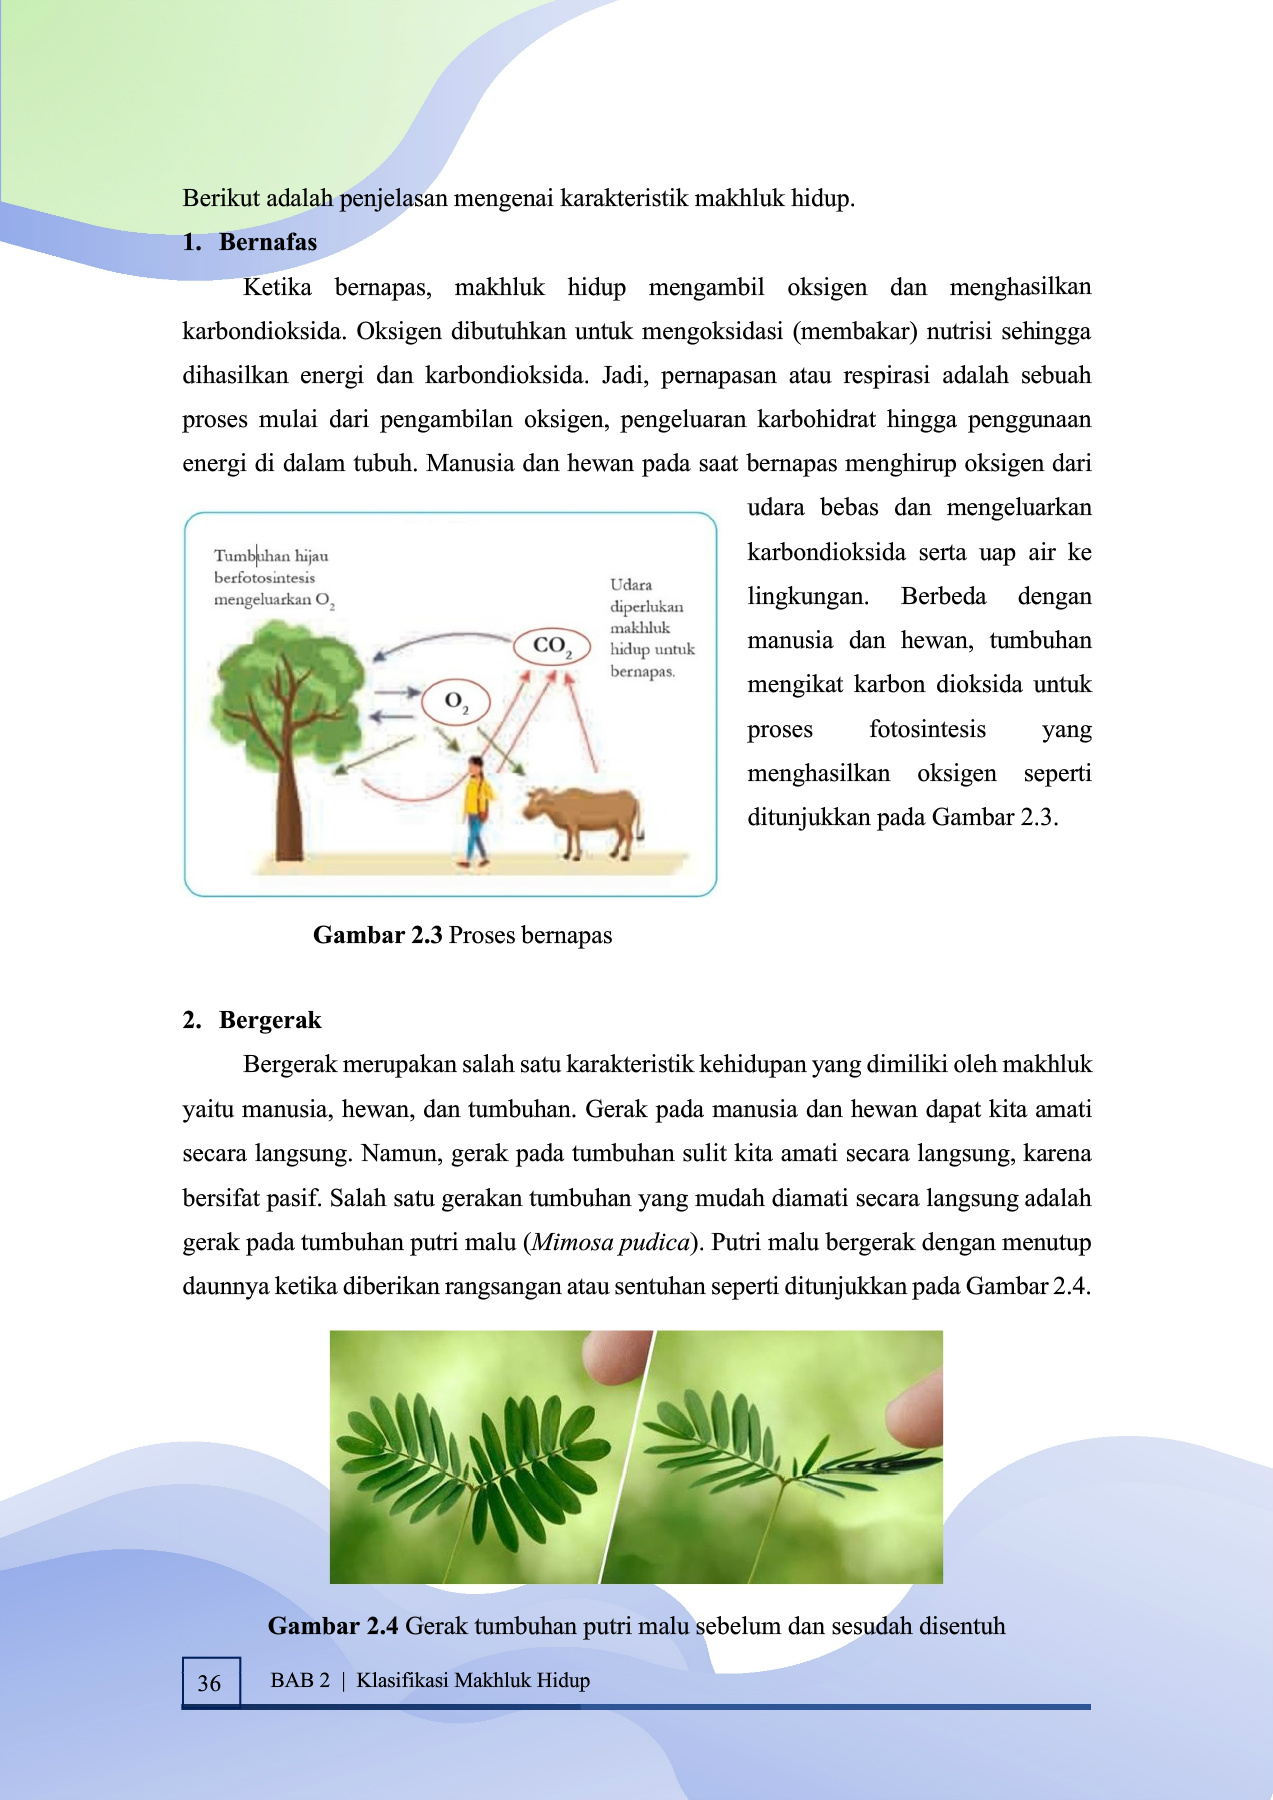 Berikut adalah penjelasan mengenai karakteristik makhluk hidup.
1. Bernafas
Ketika bernapas, makhluk hidup mengambil oksigen dan menghasilkan
karbondioksida. Oksigen dibutuhkan untuk mengoksidasi (membakar) nutrisi sehingga
dihasilkan energi dan karbondioksida. Jadi, pernapasan atau respirasi adalah sebuah
proses mulai dari pengambilan oksigen, pengeluaran karbohidrat hingga penggunaan
energi di dalam tubuh. Manusia dan hewan pada saat bernapas menghirup oksigen dari
udara bebas dan mengeluarkan
karbondioksida serta uap air ke
lingkungan. Berbeda dengan
manusia dan hewan, tumbuhan
mengikat karbon dioksida untuk
proses fotosintesis yang
menghasilkan oksigen seperti
ditunjukkan pada Gambar 2.3.
Tumbuhan hijau
berfotosintesis
mengeluarkan O₂
Udara
diperlukan
makhluk
hidup untuk
bernapas.
CO₂
O₂
Gambar 2.3 Proses bernapas
2. Bergerak
Bergerak merupakan salah satu karakteristik kehidupan yang dimiliki oleh makhluk
yaitu manusia, hewan, dan tumbuhan. Gerak pada manusia dan hewan dapat kita amati
secara langsung. Namun, gerak pada tumbuhan sulit kita amati secara langsung, karena
bersifat pasif. Salah satu gerakan tumbuhan yang mudah diamati secara langsung adalah
gerak pada tumbuhan putri malu (Mimosa pudica). Putri malu bergerak dengan menutup
daunnya ketika diberikan rangsangan atau sentuhan seperti ditunjukkan pada Gambar 2.4.
Gambar 2.4 Gerak tumbuhan putri malu sebelum dan sesudah disentuh
36
BAB 2 | Klasifikasi Makhluk Hidup